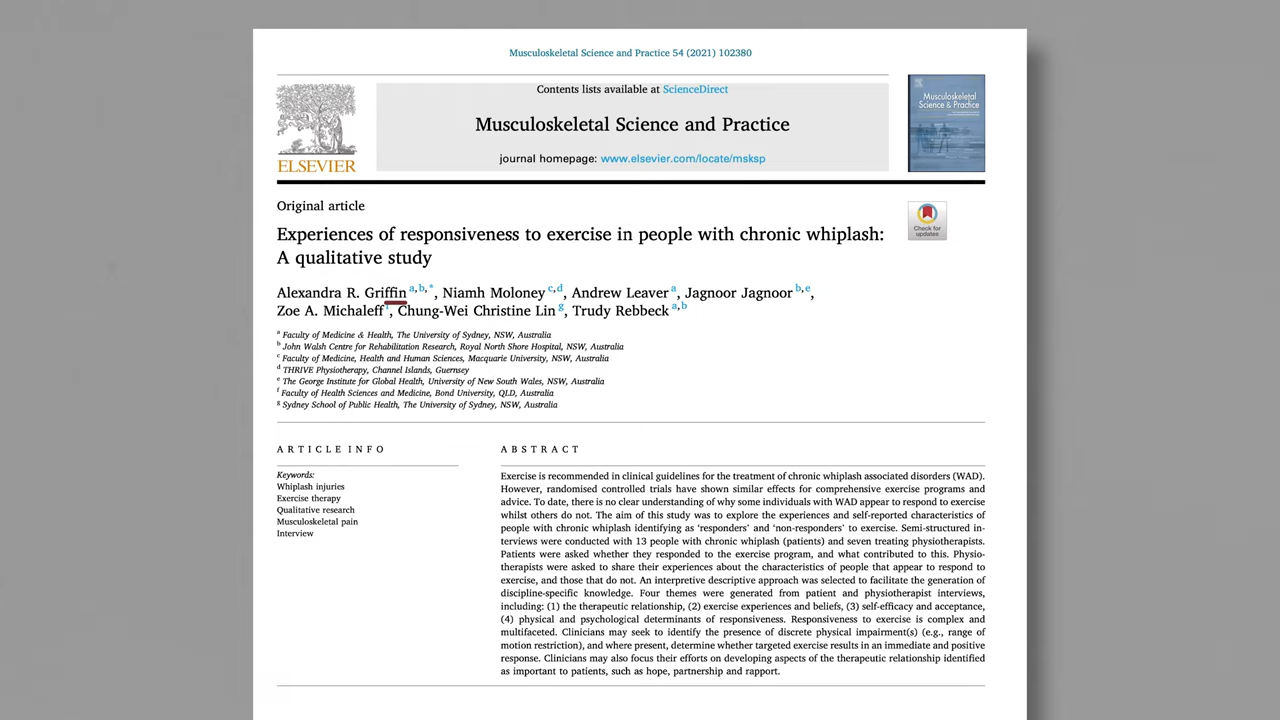 Musculoskeletal Science and Practice 54 (2021) 102380
Contents lists available at ScienceDirect
Musculoskeletal Science and Practice
journal homepage: www.elsevier.com/locate/msksp
ELSEVIER
Musculoskeletal
Science & Practice
Original article
Check for
updates
Experiences of responsiveness to exercise in people with chronic whiplash:
A qualitative study
Alexandra R. Griffin a,b,*, Niamh Moloney c,d, Andrew Leaver a, Jagnoor Jagnoor b,e,
Zoe A. Michaleff f, Chung-Wei Christine Lin g, Trudy Rebbeck a,b
a Faculty of Medicine & Health, The University of Sydney, NSW, Australia
b John Walsh Centre for Rehabilitation Research, Royal North Shore Hospital, NSW, Australia
c Faculty of Medicine, Health and Human Sciences, Macquarie University, NSW, Australia
d THRIVE Physiotherapy, Channel Islands, Guernsey
e The George Institute for Global Health, University of New South Wales, NSW, Australia
f Faculty of Health Sciences and Medicine, Bond University, QLD, Australia
g Sydney School of Public Health, The University of Sydney, NSW, Australia
ARTICLE INFO
Keywords:
Whiplash injuries
Exercise therapy
Qualitative research
Musculoskeletal pain
Interview
ABSTRACT
Exercise is recommended in clinical guidelines for the treatment of chronic whiplash associated disorders (WAD).
However, randomised controlled trials have shown similar effects for comprehensive exercise programs and
advice. To date, there is no clear understanding of why some individuals with WAD appear to respond to exercise
whilst others do not. The aim of this study was to explore the experiences and self-reported characteristics of
people with chronic whiplash identifying as ‘responders’ and ‘non-responders’ to exercise. Semi-structured in-
terviews were conducted with 13 people with chronic whiplash (patients) and seven treating physiotherapists.
Patients were asked whether they responded to the exercise program, and what contributed to this. Physio-
therapists were asked to share their experiences about the characteristics of people that appear to respond to
exercise, and those that do not. An interpretive descriptive approach was selected to facilitate the generation of
discipline-specific knowledge. Four themes were generated from patient and physiotherapist interviews,
including: (1) the therapeutic relationship, (2) exercise experiences and beliefs, (3) self-efficacy and acceptance,
(4) physical and psychological determinants of responsiveness. Responsiveness to exercise is complex and
multifaceted. Clinicians may seek to identify the presence of discrete physical impairment(s) (e.g., range of
motion restriction), and where present, determine whether targeted exercise results in an immediate and positive
response. Clinicians may also focus their efforts on developing aspects of the therapeutic relationship identified
as important to patients, such as hope, partnership and rapport.